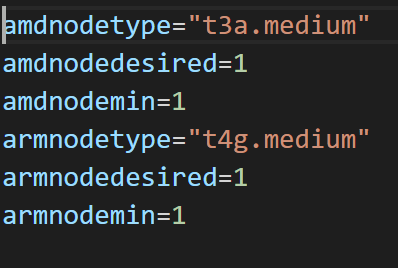 amdnodetype="t3a.medium"
amdnodedesired=1
amdnodemin=1
armnodetype="t4g.medium"
armnodedesired=1
armnodemin=1